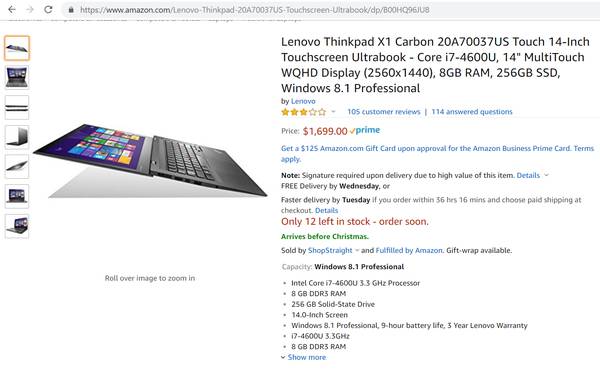 https://www.amazon.com/Lenovo-Thinkpad-20A70037US-Touchscreen-Ultrabook/dp/B00HQ96JU8
Lenovo Thinkpad X1 Carbon 20A70037US Touch 14-Inch
Touchscreen Ultrabook - Core i7-4600U, 14" MultiTouch
WQHD Display (2560x1440), 8GB RAM, 256GB SSD,
Windows 8.1 Professional
by Lenovo
105 customer reviews | 114 answered questions
Price: $1,699.00 prime
Get a $125 Amazon.com Gift Card upon approval for the Amazon Business Prime Card. Terms
apply.
Note: Signature required upon delivery due to high value of this item. Details
FREE Delivery by Wednesday, or
Faster delivery by Tuesday if you order within 36 hrs 16 mins and choose paid shipping at
checkout. Details
Only 12 left in stock - order soon.
Arrives before Christmas.
Sold by ShopStraight and Fulfilled by Amazon. Gift-wrap available.
Capacity: Windows 8.1 Professional
Roll over image to zoom in
Intel Core i7-4600U 3.3 GHz Processor
8 GB DDR3 RAM
256 GB Solid-State Drive
14.0-Inch Screen
Windows 8.1 Professional, 9-hour battery life, 3 Year Lenovo Warranty
i7-4600U 3.3GHz
8 GB DDR3 RAM
Show more